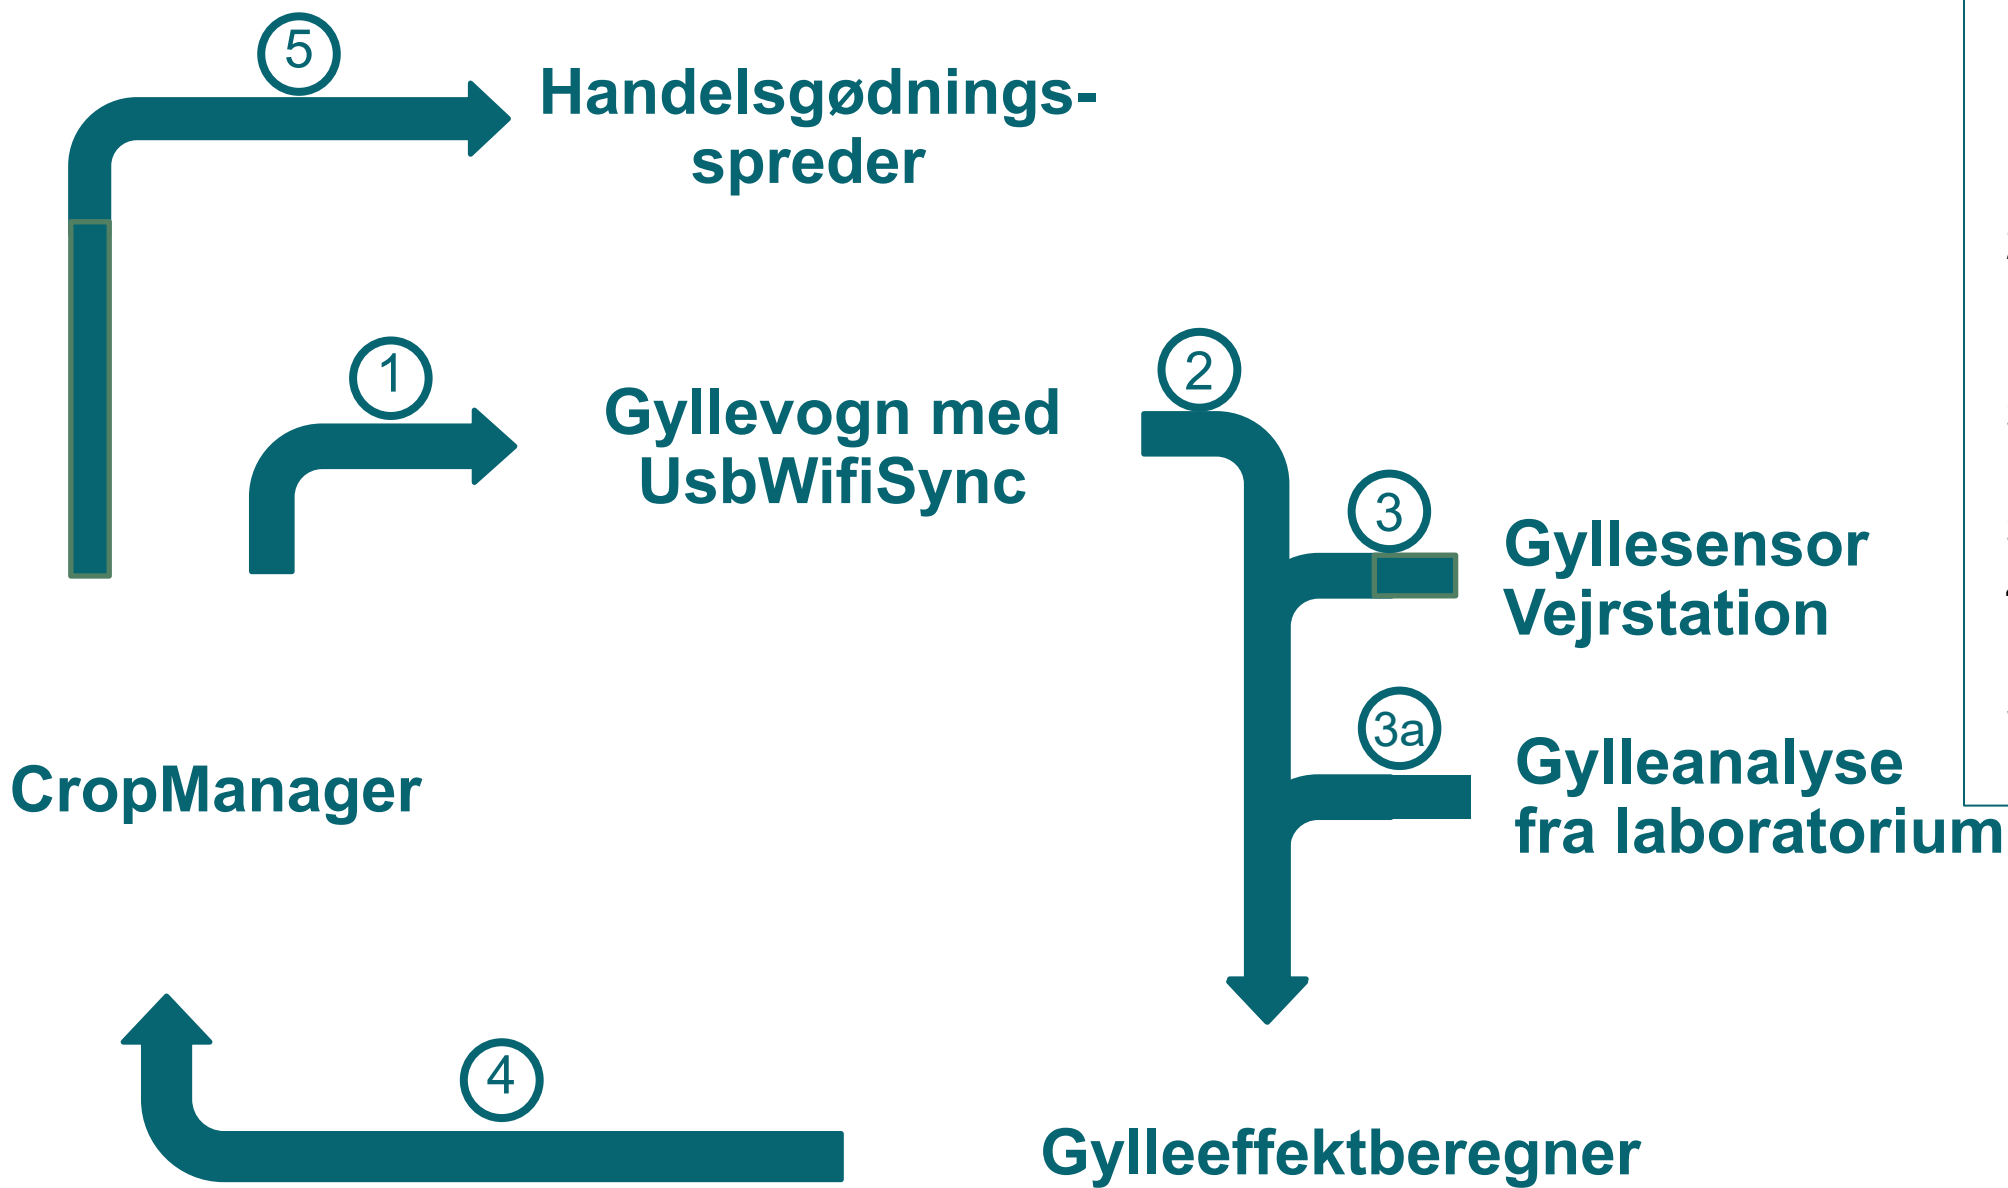 5
Handelsgødnings-
spreder
1
Gyllevogn med
UsbWifiSync
2
3
Gyllesensor
Vejrstation
3a
Gylleanalyse
fra laboratorium
CropManager
4
Gylleeffektberegner